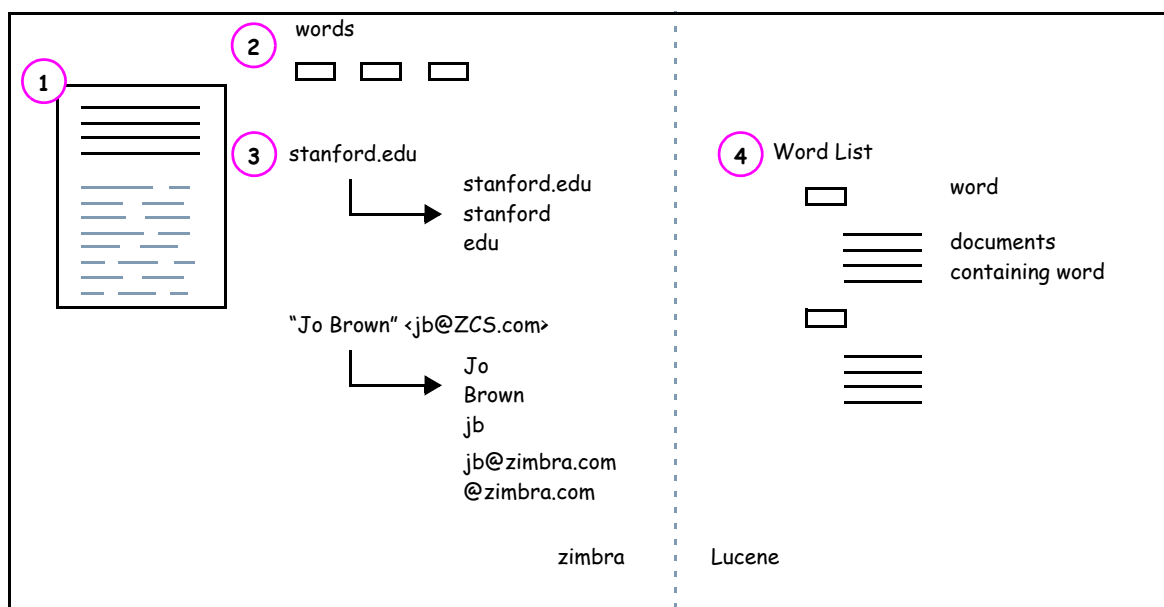 1
2
words
3
stanford.edu
stanford.edu
stanford
edu
“Jo Brown” <jb@ZCS.com>
Jo
Brown
jb
jb@zimbra.com
@zimbra.com
zimbra
4
Word List
word
documents
containing word
Lucene